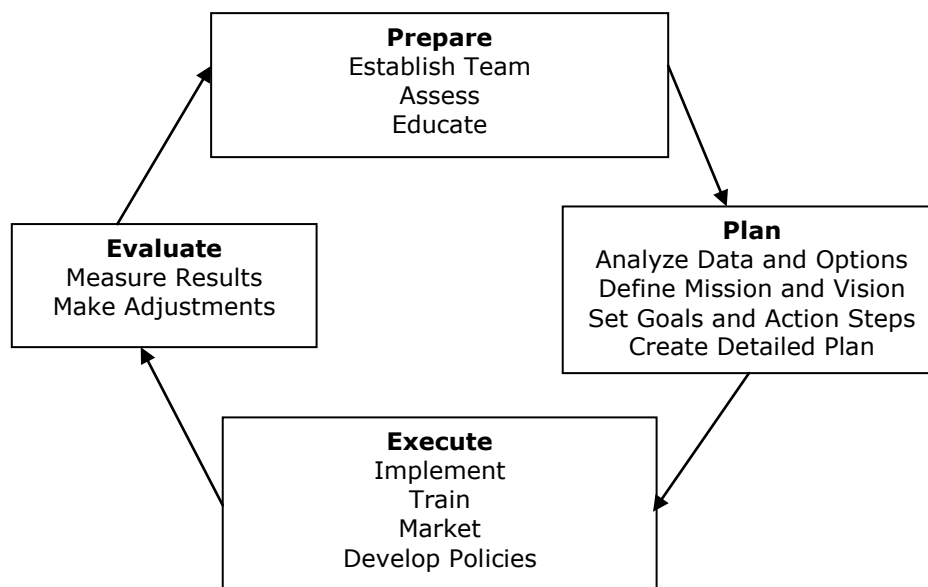 Prepare
Establish Team
Assess
Educate
Plan
Analyze Data and Options
Define Mission and Vision
Set Goals and Action Steps
Create Detailed Plan
Execute
Implement
Train
Market
Develop Policies
Evaluate
Measure Results
Make Adjustments